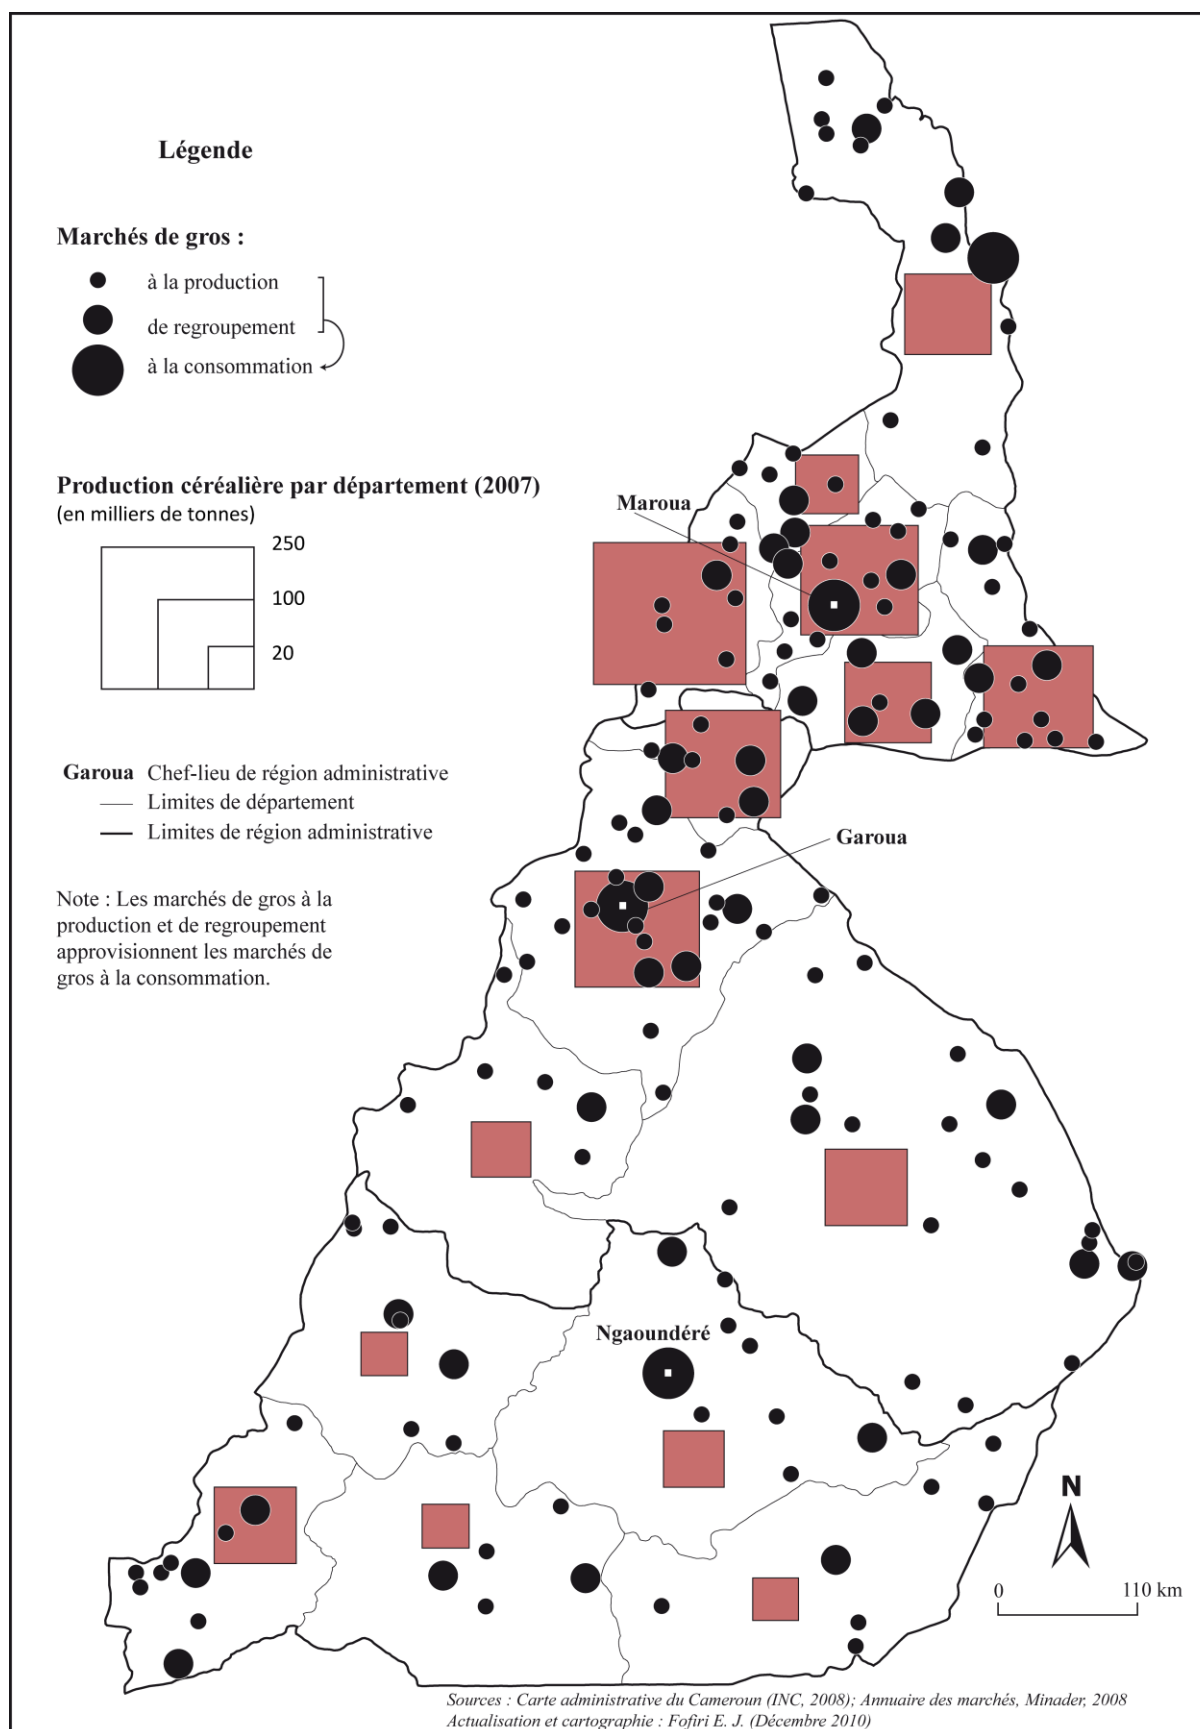 Légende
Marchés de gros :
à la production
de regroupement
à la consommation
Production céréalière par département (2007)
(en milliers de tonnes)
250
100
20
Garoua Chef-lieu de région administrative
Limites de département
Limites de région administrative
Note : Les marchés de gros à la
production et de regroupement
approvisionnent les marchés de
gros à la consommation.
Maroua
Garoua
Ngaoundéré
N
0 110 km
Sources : Carte administrative du Cameroun (INC, 2008); Annuaire des marchés, Minader, 2008
Actualisation et cartographie : Fofiri E. J. (Décembre 2010)